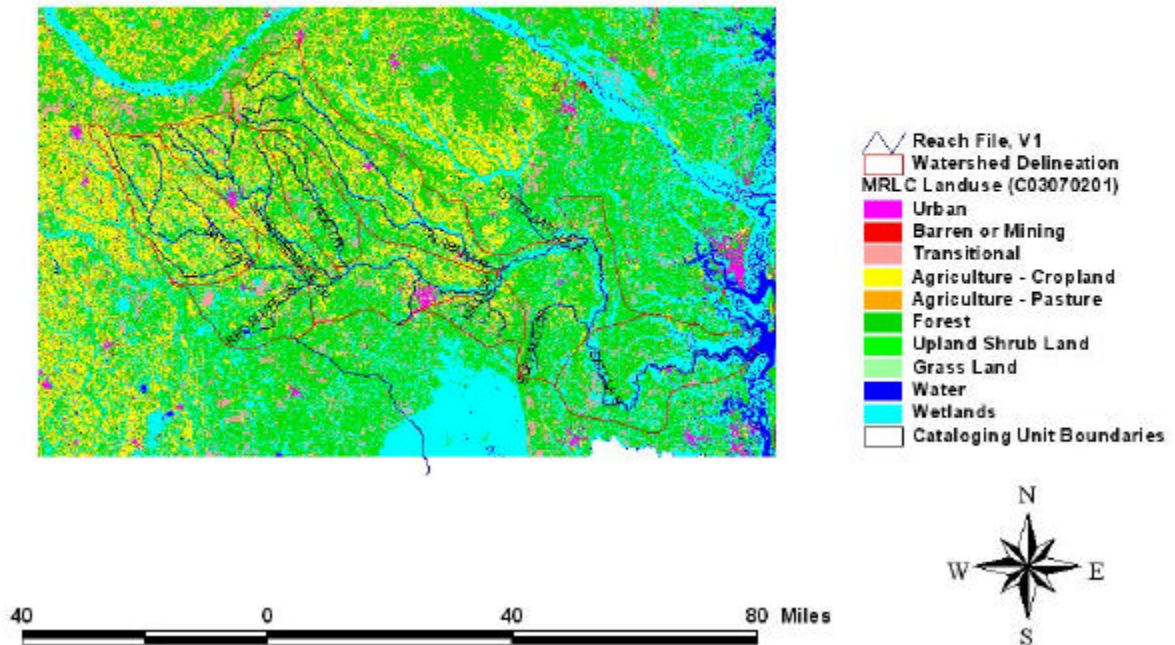 Reach File, V1
Watershed Delineation
MRLC Landuse (C03070201)
Urban
Barren or Mining
Transitional
Agriculture - Cropland
Agriculture - Pasture
Forest
Upland Shrub Land
Grass Land
Water
Wetlands
Cataloging Unit Boundaries
N
W E
S
40 0 40 80 Miles